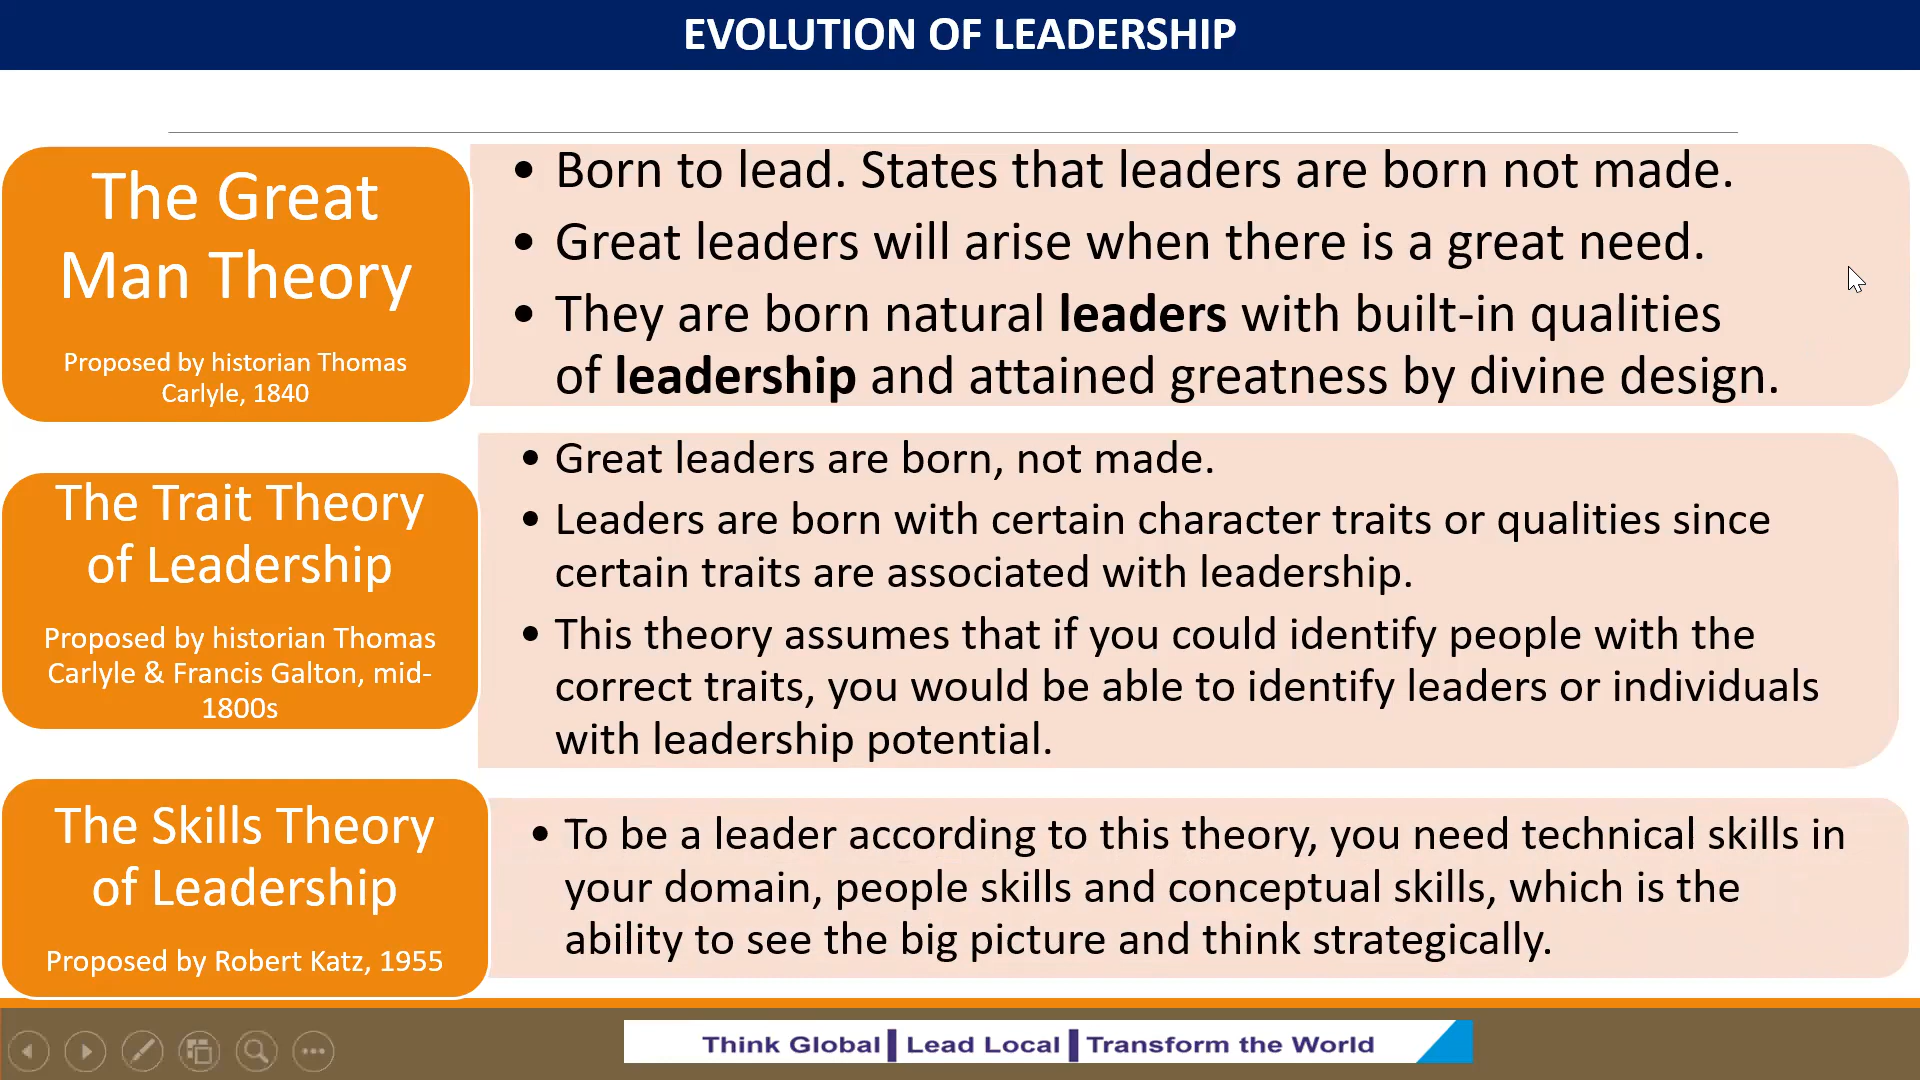 EVOLUTION OF LEADERSHIP
The Great
Man Theory
Proposed by historian Thomas
Carlyle, 1840
• Born to lead. States that leaders are born not made.
• Great leaders will arise when there is a great need.
• They are born natural leaders with built-in qualities
of leadership and attained greatness by divine design.
The Trait Theory
of Leadership
Proposed by historian Thomas
Carlyle & Francis Galton, mid-
1800s
• Great leaders are born, not made.
• Leaders are born with certain character traits or qualities since
certain traits are associated with leadership.
• This theory assumes that if you could identify people with the
correct traits, you would be able to identify leaders or individuals
with leadership potential.
The Skills Theory
of Leadership
Proposed by Robert Katz, 1955
• To be a leader according to this theory, you need technical skills in
your domain, people skills and conceptual skills, which is the
ability to see the big picture and think strategically.
Think Global | Lead Local | Transform the World